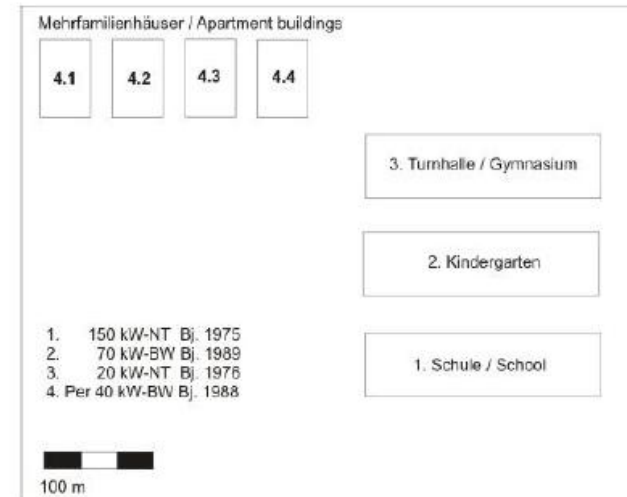 Mehrfamilienhäuser / Apartment buildings
4.1 4.2 4.3 4.4
3. Turnhalle / Gymnasium
2. Kindergarten
1. Schule / School
1. 150 kW-NT Bj. 1975
2. 70 kW-BW Bj. 1989
3. 20 kW-NT Bj. 1976
4. Per 40 kW-BW Bj. 1988
100 m